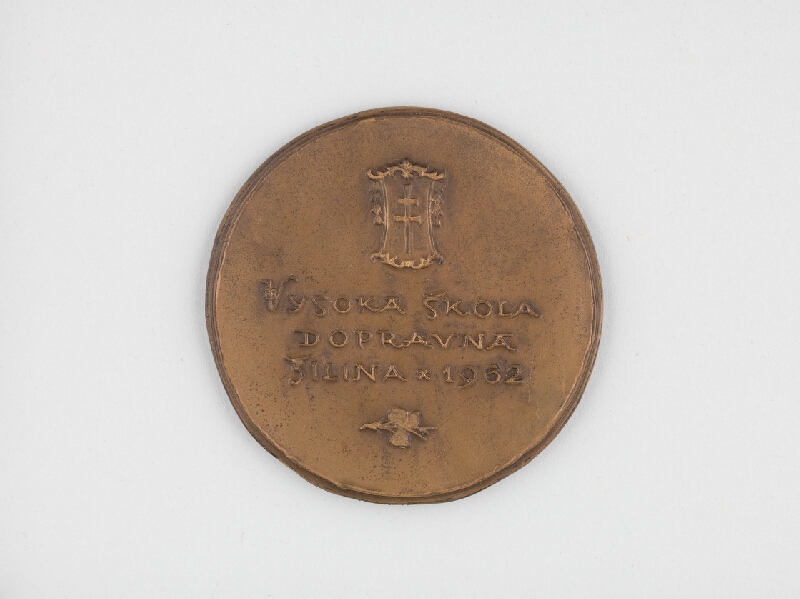 VYSOKÁ ŠKOLA
DOPRAVNÁ
ŽILINA × 1962